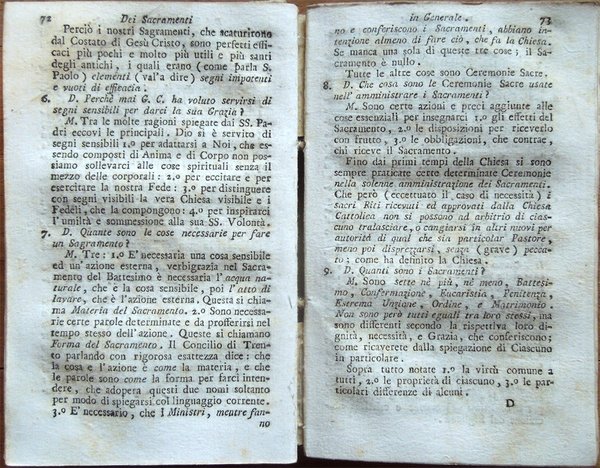 72 Dei Sacramenti
Perciò i nostri Sagramenti, che scaturirono
dal Costato di Gesù Cristo, sono perfetti effi-
caci più pochi e molto più utili e più santi
degli antichi, i quali erano (come parla S.
Paolo) elementi (val'a dire) segni impotenti
e vuoti di efficacia.
6. D. Perchè mai G. C. ha voluto servirsi di
segni sensibili per darci la sua Grazia?
M. Tra le molte ragioni spiegate dai SS. Pa-
dri eccovi le principali. Dio si è servito di
segni sensibili 1.o per adattarsi a Noi, che es-
sendo composti di Anima e di Corpo non pos-
siamo sollevarci alle cose spirituali senza il
mezzo delle corporali: 2.o per eccitare e per
esercitare la nostra Fede: 3.o per distinguere
con segni visibili la vera Chiesa visibile e i
Fedeli, che la compongono: 4.o per inspirarci
l'umiltà e sommessione alla sua SS. Volontà.
7. D. Quante sono le cose necessarie per fare
un Sagramento?
M. Tre: 1.o E' necessaria una cosa sensibile
ed un'azione esterna, verbigrazia nel Sacra-
mento del Battesimo è necessaria l'acqua na-
turale, che è la cosa sensibile, poi l'atto di
lavare, che è l'azione esterna. Questa si chia-
ma Materia del Sacramento. 2.o Sono necessa-
rie certe parole determinate e da profferirsi nel
tempo stesso dell'azione. Queste si chiamano
Forma del Sacramento. Il Concilio di Tren-
to parlando con rigorosa esattezza dice: che
la cosa e l'azione è come la materia, e che
le parole sono come la forma per farci inten-
dere, che adopera questi due nomi soltanto
per modo di spiegarsi col linguaggio corrente.
3.o E' necessario, che i Ministri, mentre fan-
no
in Generale. 73
no e conferiscono i Sacramenti, abbiano in-
tenzione almeno di fare ciò, che fa la Chiesa.
Se manca una sola di queste tre cose; il Sa-
cramento è nullo.
Tutte le altre cose sono Ceremonie Sacre.
8. D. Che cosa sono le Ceremonie Sacre usate
nell'amministrare i Sacramenti?
M. Sono certe azioni e preci aggiunte alle
cose essenziali per insegnarci 1.o gli effetti del
Sacramento, 2.o le disposizioni per riceverlo
con frutto, 3.o le obbligazioni, che contrae,
chi riceve il Sacramento.
Fino dai primi tempi della Chiesa si sono
sempre praticate certe determinate Ceremonie
nella solenne amministrazione dei Sacramenti.
Che però (eccettuato il caso di necessità) i
sacri Riti ricevuti ed approvati dalla Chiesa
Cattolica non si possono ad arbitrio di cias-
cuno tralasciare, o cangiarsi in altri nuovi per
autorità di qual che sia particolar Pastore,
meno poi disprezzarsi, senza (grave) pecca-
to; come ha definito la Chiesa.
9. D. Quanti sono i Sacramenti?
M. Sono sette nè più, nè meno, Battesi-
mo, Confermazione, Eucaristia, Penitenza,
Estrema Unzione, Ordine, e Matrimonio.
Non sono però tutti eguali tra loro stessi, ma
sono differenti secondo la rispettiva loro di-
gnità, necessità, e Grazia, che conferiscono;
come ricaverete dalla spiegazione di Ciascuno
in particolare.
Sopra tutto notate 1.o la virtù comune a
tutti, 2.o le proprietà di ciascuno, 3.o le par-
ticolari differenze di alcuni.
D